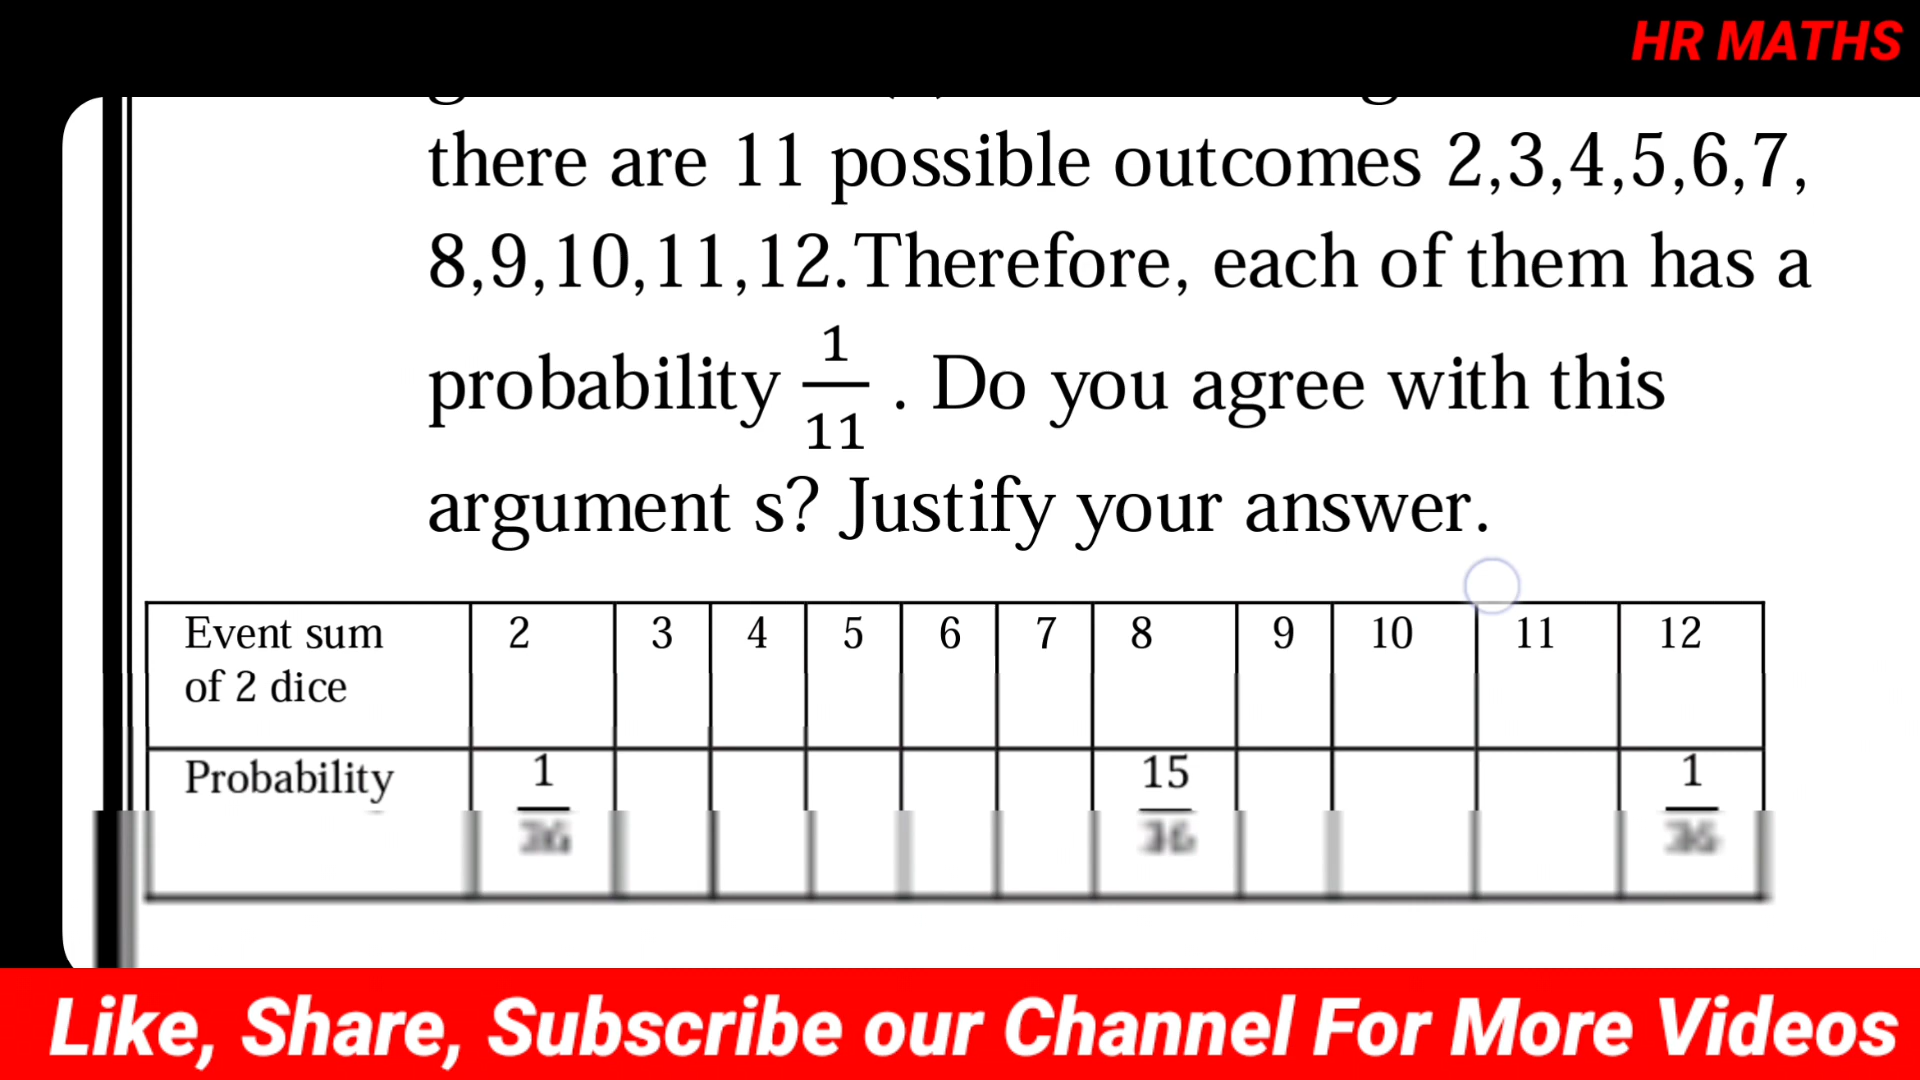 HR MATHS
there are 11 possible outcomes 2,3,4,5,6,7,
8,9,10,11,12.Therefore, each of them has a
probability 1/11 . Do you agree with this
argument s? Justify your answer.
Event sum of 2 dice 2 3 4 5 6 7 8 9 10 11 12
Probability 1/36 15/36 1/36
Like, Share, Subscribe our Channel For More Videos